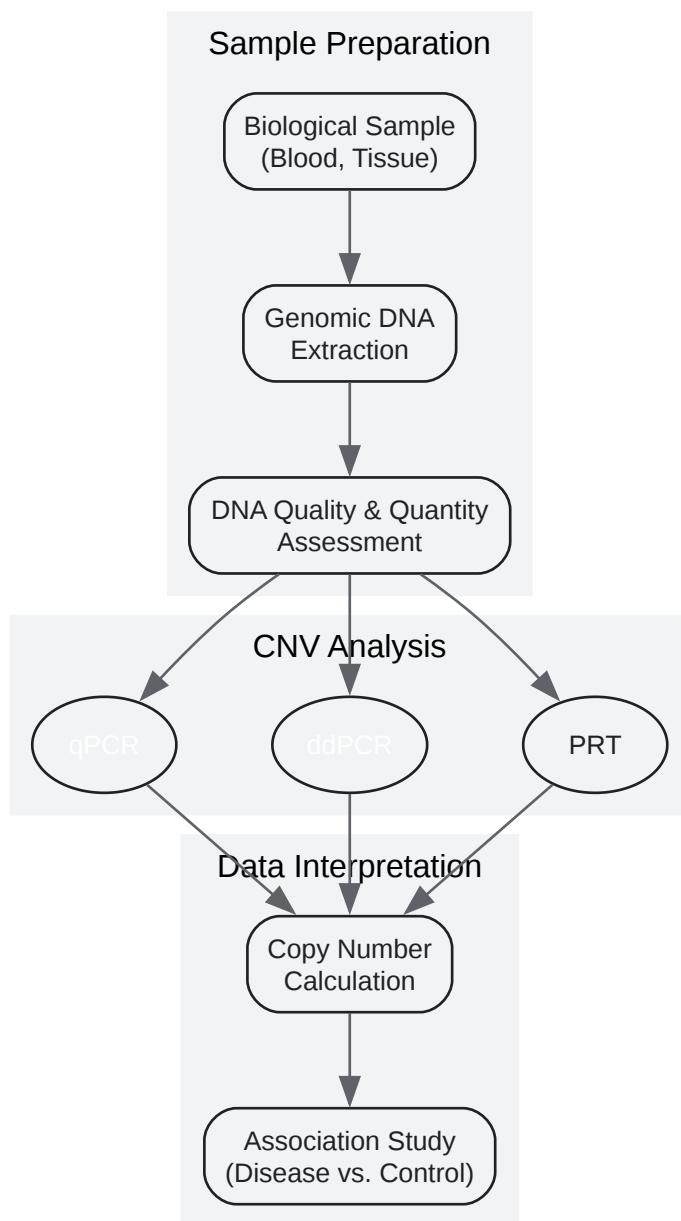 Sample Preparation
Biological Sample
(Blood, Tissue)
Genomic DNA
Extraction
DNA Quality & Quantity
Assessment
CNV Analysis
qPCR
ddPCR
PRT
Data Interpretation
Copy Number
Calculation
Association Study
(Disease vs. Control)